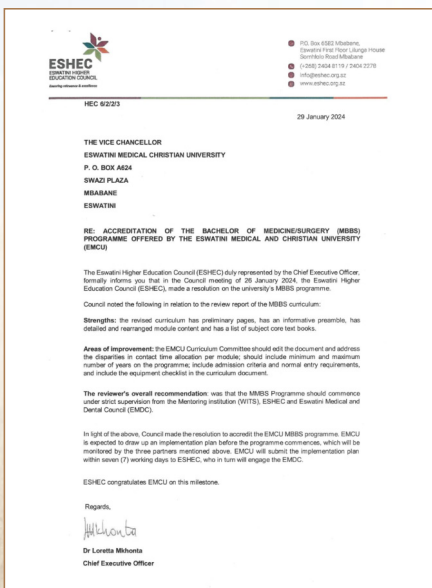 ESHEC
ESWATINI HIGHER
EDUCATION COUNCIL
Ensuring relevance & excellence
P.O. Box 6582 Mbabane,
Eswatini First Floor Lilunga House
Somhlolo Road Mbabane
(+268) 2404 8119 / 2404 2278
info@eshec.org.sz
www.eshec.org.sz
HEC 6/2/2/3
29 January 2024
THE VICE CHANCELLOR
ESWATINI MEDICAL CHRISTIAN UNIVERSITY
P. O. BOX A624
SWAZI PLAZA
MBABANE
ESWATINI
RE: ACCREDITATION OF THE BACHELOR OF MEDICINE/SURGERY (MBBS)
PROGRAMME OFFERED BY THE ESWATINI MEDICAL AND CHRISTIAN UNIVERSITY
(EMCU)
The Eswatini Higher Education Council (ESHEC) duly represented by the Chief Executive Officer,
formally informs you that in the Council meeting of 26 January 2024, the Eswatini Higher
Education Council (ESHEC), made a resolution on the university's MBBS programme.
Council noted the following in relation to the review report of the MBBS curriculum:
Strengths: the revised curriculum has preliminary pages, has an informative preamble, has
detailed and rearranged module content and has a list of subject core text books.
Areas of improvement: the EMCU Curriculum Committee should edit the document and address
the disparities in contact time allocation per module; should include minimum and maximum
number of years on the programme; include admission criteria and normal entry requirements,
and include the equipment checklist in the curriculum document.
The reviewer's overall recommendation: was that the MMBS Programme should commence
under strict supervision from the Mentoring institution (WITS), ESHEC and Eswatini Medical and
Dental Council (EMDC).
In light of the above, Council made the resolution to accredit the EMCU MBBS programme. EMCU
is expected to draw up an implementation plan before the programme commences, which will be
monitored by the three partners mentioned above. EMCU will submit the implementation plan
within seven (7) working days to ESHEC, who in turn will engage the EMDC.
ESHEC congratulates EMCU on this milestone.
Regards,
Dr Loretta Mkhonta
Chief Executive Officer